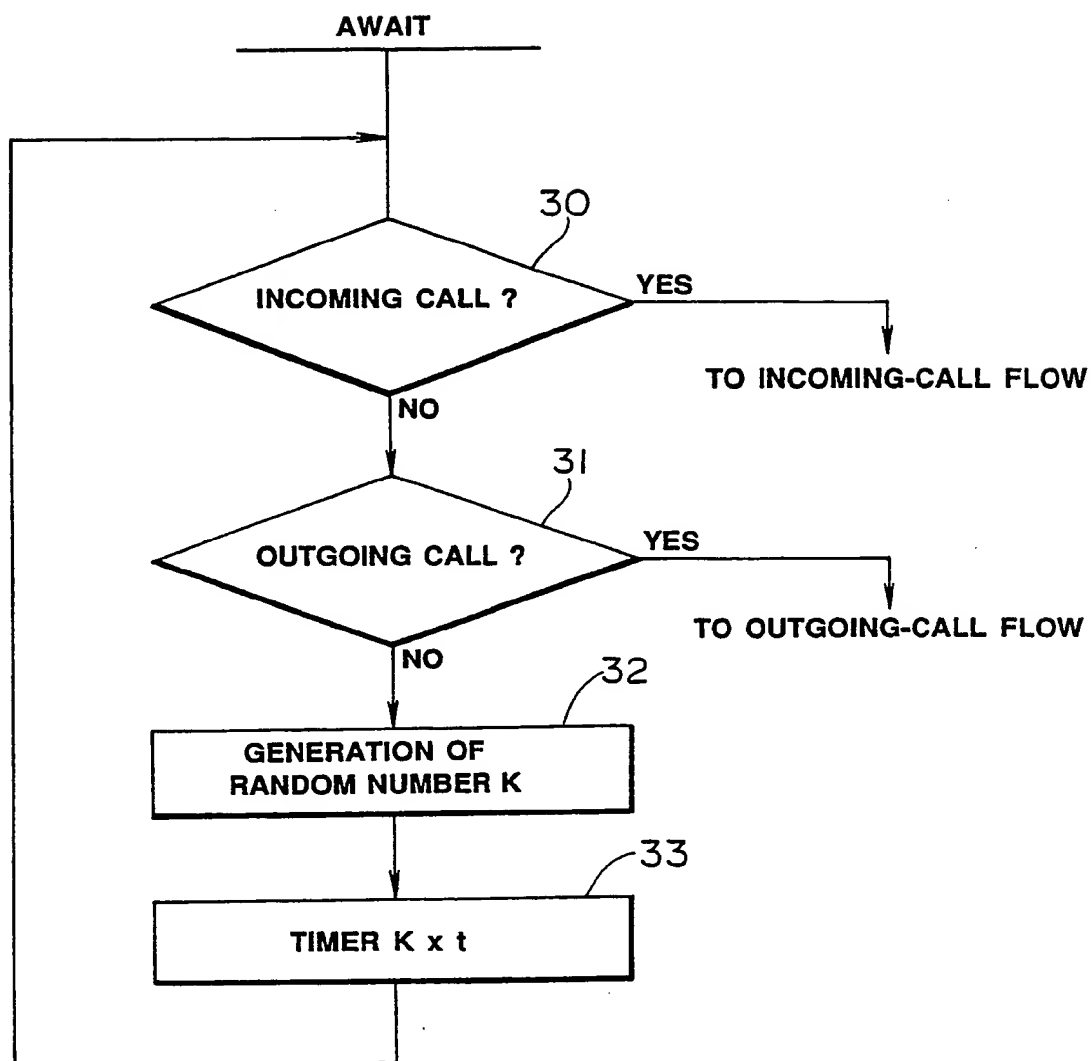 AWAIT
30
INCOMING CALL ?
YES
TO INCOMING-CALL FLOW
NO
31
OUTGOING CALL ?
YES
TO OUTGOING-CALL FLOW
NO
32
GENERATION OF
RANDOM NUMBER K
33
TIMER K x t